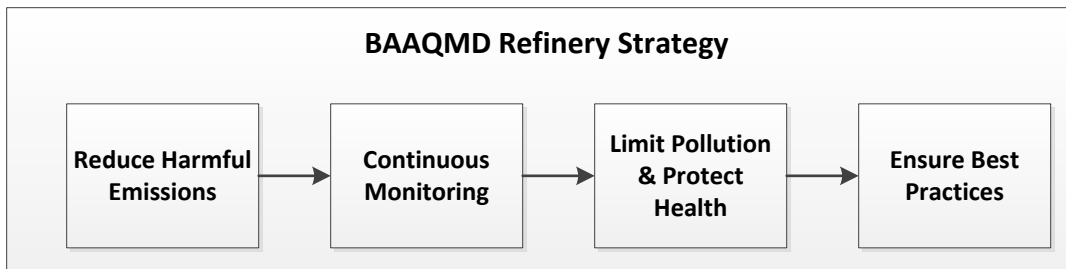 BAAQMD Refinery Strategy
Reduce Harmful
Emissions
Continuous
Monitoring
Limit Pollution
& Protect
Health
Ensure Best
Practices